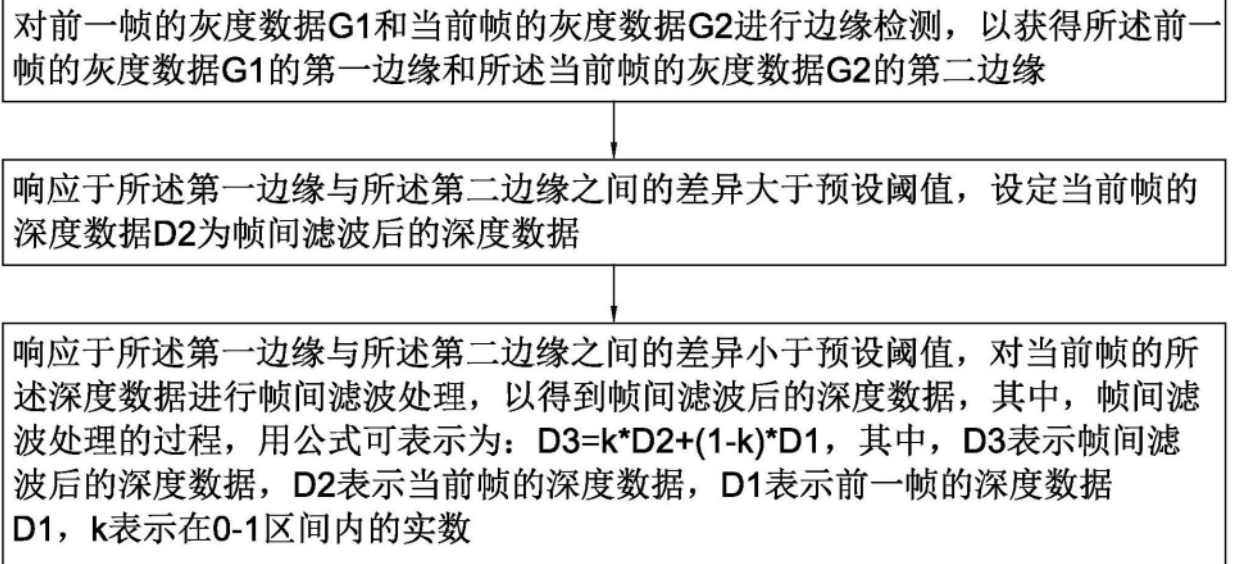 对前一帧的灰度数据G1和当前帧的灰度数据G2进行边缘检测，以获得所述前一
帧的灰度数据G1的第一边缘和所述当前帧的灰度数据G2的第二边缘
响应于所述第一边缘与所述第二边缘之间的差异大于预设阈值，设定当前帧的
深度数据D2为帧间滤波后的深度数据
响应于所述第一边缘与所述第二边缘之间的差异小于预设阈值，对当前帧的所
述深度数据进行帧间滤波处理，以得到帧间滤波后的深度数据，其中，帧间滤
波处理的过程，用公式可表示为：D3=k*D2+(1-k)*D1，其中，D3表示帧间滤
波后的深度数据，D2表示当前帧的深度数据，D1表示前一帧的深度数据
D1，k表示在0-1区间内的实数